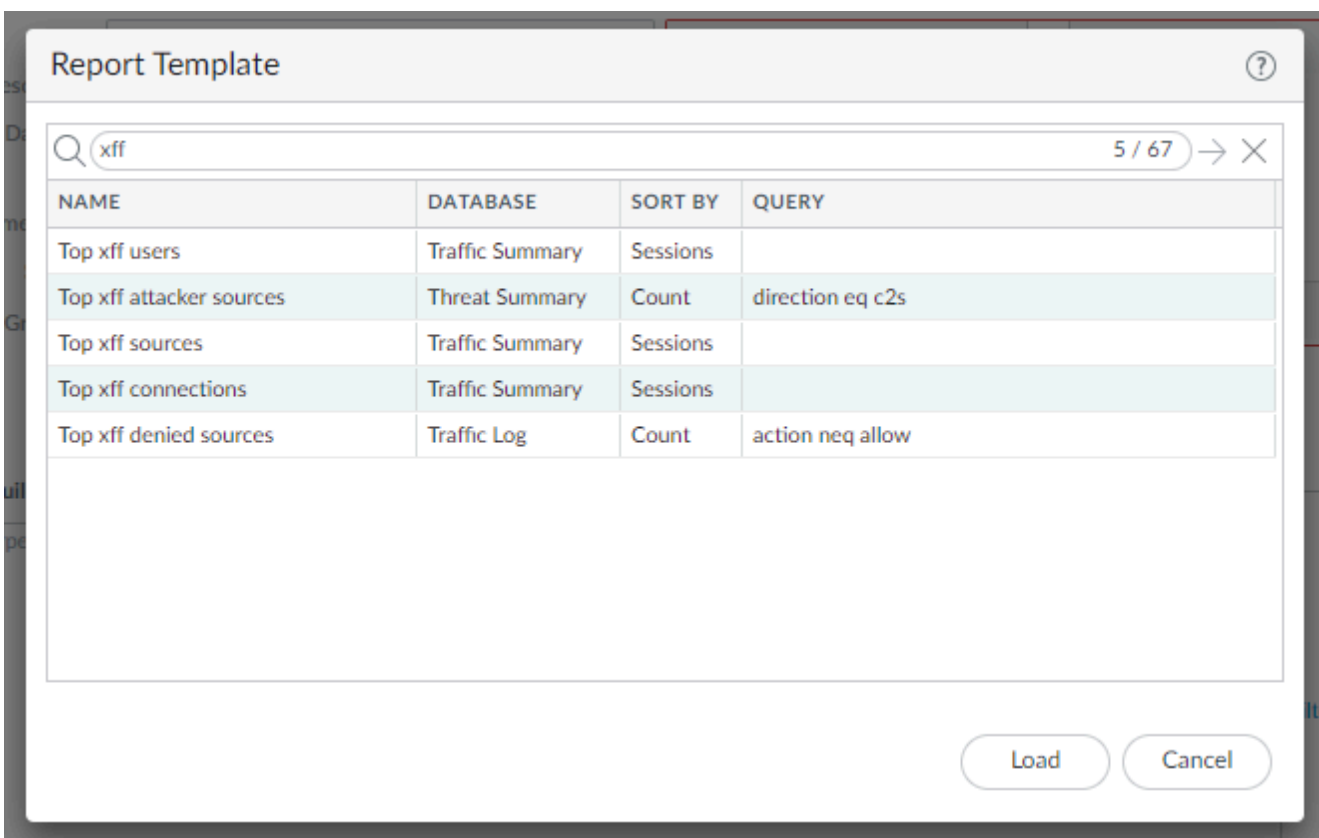 Report Template
xff 5 / 67
NAME DATABASE SORT BY QUERY
Top xff users Traffic Summary Sessions
Top xff attacker sources Threat Summary Count direction eq c2s
Top xff sources Traffic Summary Sessions
Top xff connections Traffic Summary Sessions
Top xff denied sources Traffic Log Count action neq allow
Load Cancel